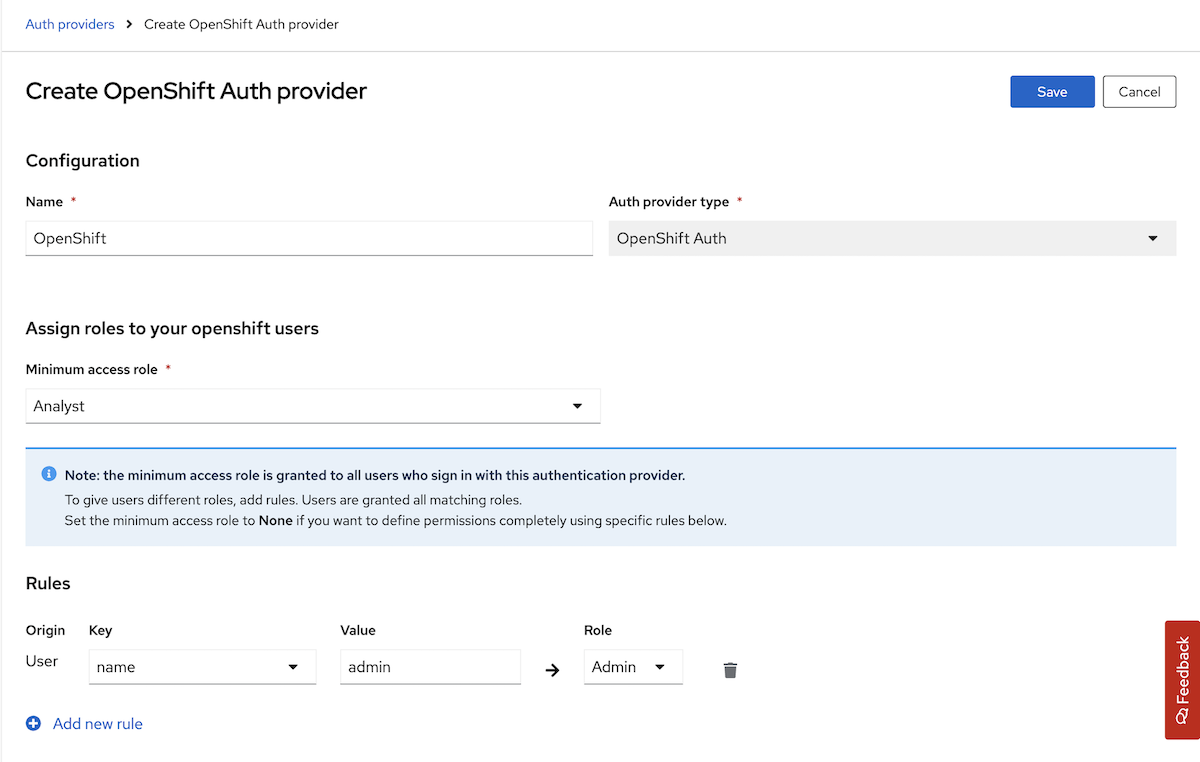 Auth providers > Create OpenShift Auth provider
Create OpenShift Auth provider
Save Cancel
Configuration
Name * Auth provider type *
OpenShift OpenShift Auth
Assign roles to your openshift users
Minimum access role *
Analyst
Note: the minimum access role is granted to all users who sign in with this authentication provider.
To give users different roles, add rules. Users are granted all matching roles.
Set the minimum access role to None if you want to define permissions completely using specific rules below.
Rules
Origin Key Value Role
User name admin Admin
Add new rule
Feedback